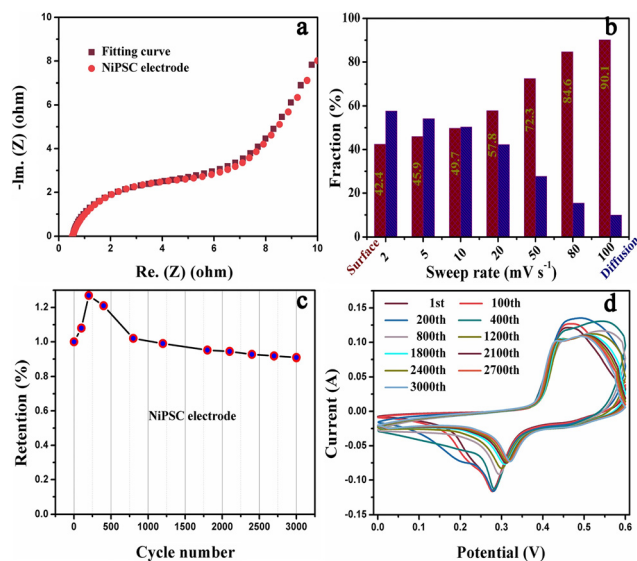 a
Fitting curve
NiPSC electrode
-Im. (Z) (ohm)
8
6
4
2
0
0 2 4 6 8 10
Re. (Z) (ohm)
b
Fraction (%)
100
80
60
40
20
0
42.4
45.9
49.7
57.8
72.3
84.6
90.1
Surface
2 5 10 20 50 80 100
Diffusion
Sweep rate (mV s⁻¹)
c
Retention (%)
1.2
1.0
0.8
0.6
0.4
0.2
0.0
NiPSC electrode
0 500 1000 1500 2000 2500 3000
Cycle number
d
1st 100th
200th 400th
800th 1200th
1800th 2100th
2400th 2700th
3000th
Current (A)
0.15
0.10
0.05
0.00
-0.05
-0.10
-0.15
0.0 0.1 0.2 0.3 0.4 0.5 0.6
Potential (V)